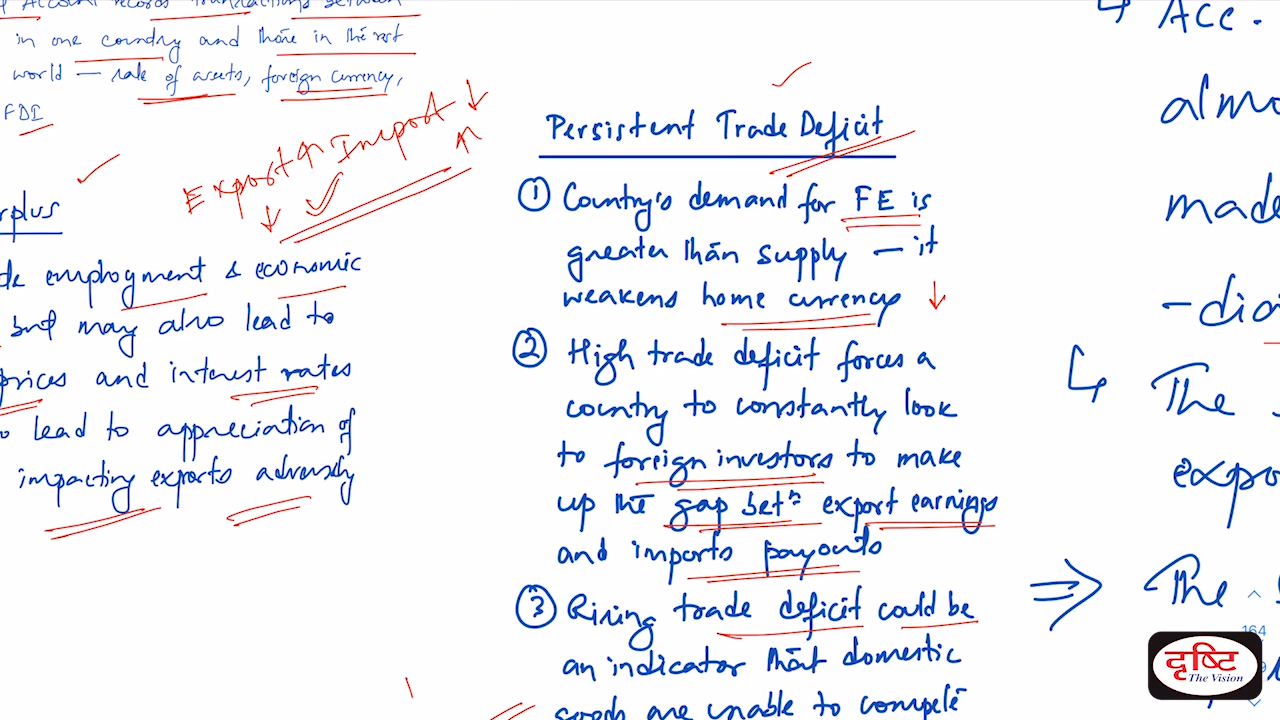 Account records transactions between
in one country and those in the rest
world — sale of assets, foreign currency,
FDI
Export ↑ Import ↓
↓ ↑
rplus
de employment & economic
but may also lead to
prices and interest rates
lead to appreciation of
impacting exports adversely
Persistent Trade Deficit
① Country's demand for FE is
greater than supply — it
weakens home currency ↓
② High trade deficit forces a
country to constantly look
to foreign investors to make
up the gap betn export earnings
and imports payouts
③ Rising trade deficit could be
an indicator that domestic
goods are unable to compete
Acc.
almo
made
The
expo
⇒ The
164
दृष्टि
The Vision